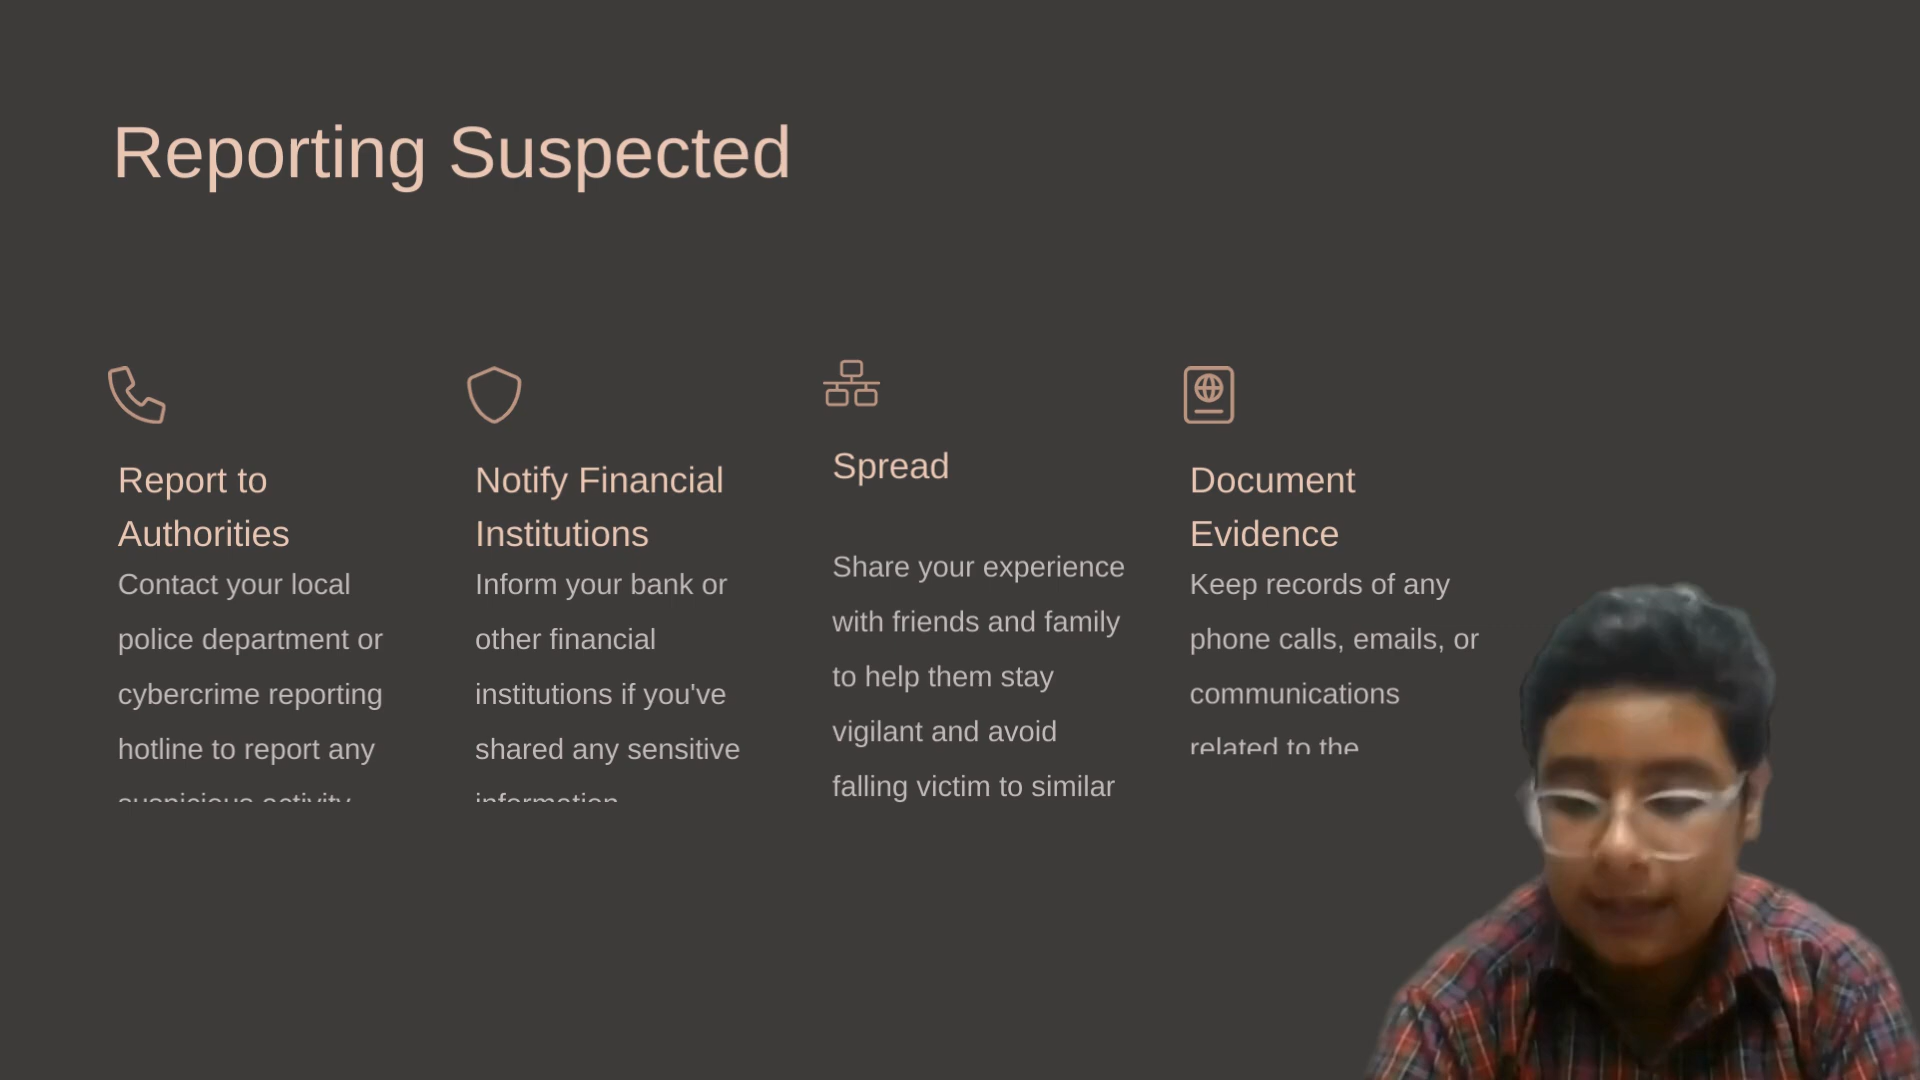 Reporting Suspected
Report to
Authorities
Contact your local
police department or
cybercrime reporting
hotline to report any
suspicious activity
Notify Financial
Institutions
Inform your bank or
other financial
institutions if you've
shared any sensitive
information
Spread
Share your experience
with friends and family
to help them stay
vigilant and avoid
falling victim to similar
Document
Evidence
Keep records of any
phone calls, emails, or
communications
related to the